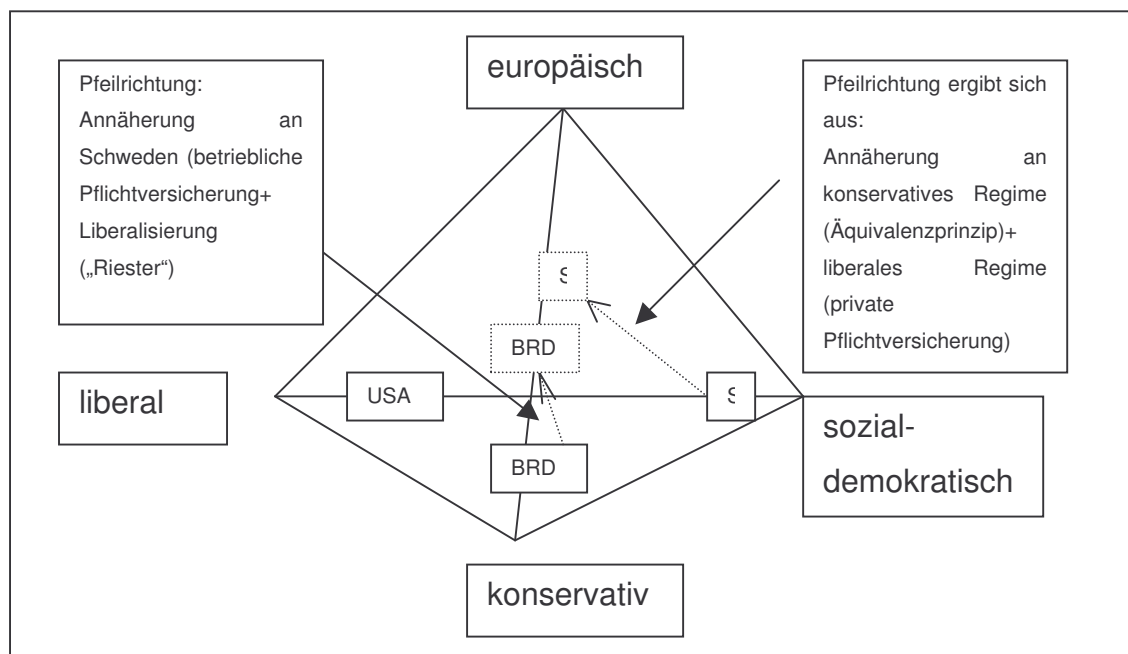 europäisch
Pfeilrichtung:
Annäherung an
Schweden (betriebliche
Pflichtversicherung+
Liberalisierung
(„Riester“)
Pfeilrichtung ergibt sich
aus:
Annäherung an
konservatives Regime
(Äquivalenzprinzip)+
liberales Regime
(private
Pflichtversicherung)
S
BRD
liberal
USA
S
sozial-
demokratisch
BRD
konservativ